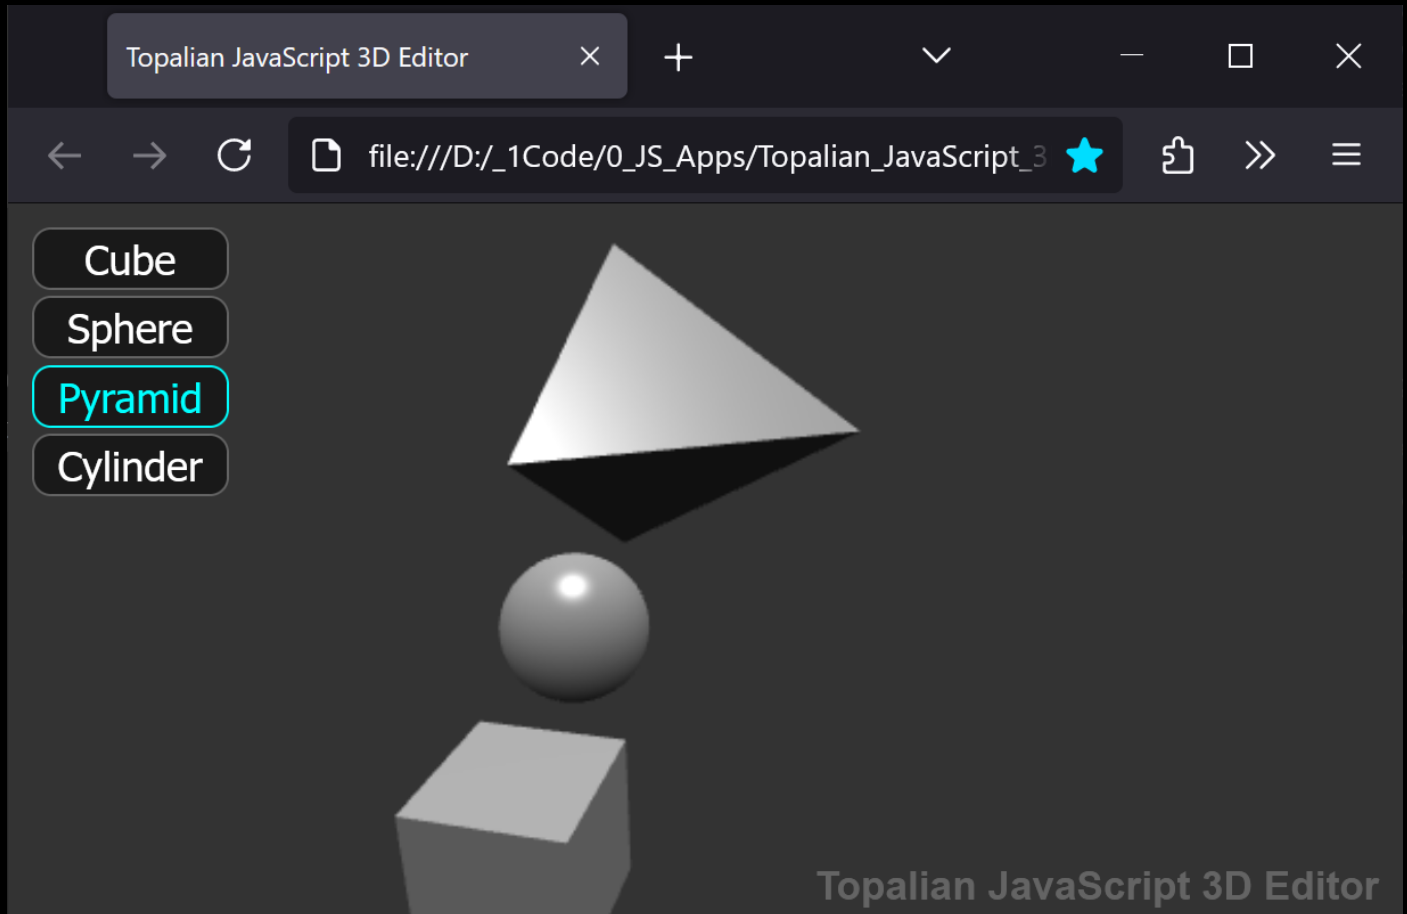 Topalian JavaScript 3D Editor
file:///D:/_1Code/0_JS_Apps/Topalian_JavaScript_3
Cube
Sphere
Pyramid
Cylinder
Topalian JavaScript 3D Editor